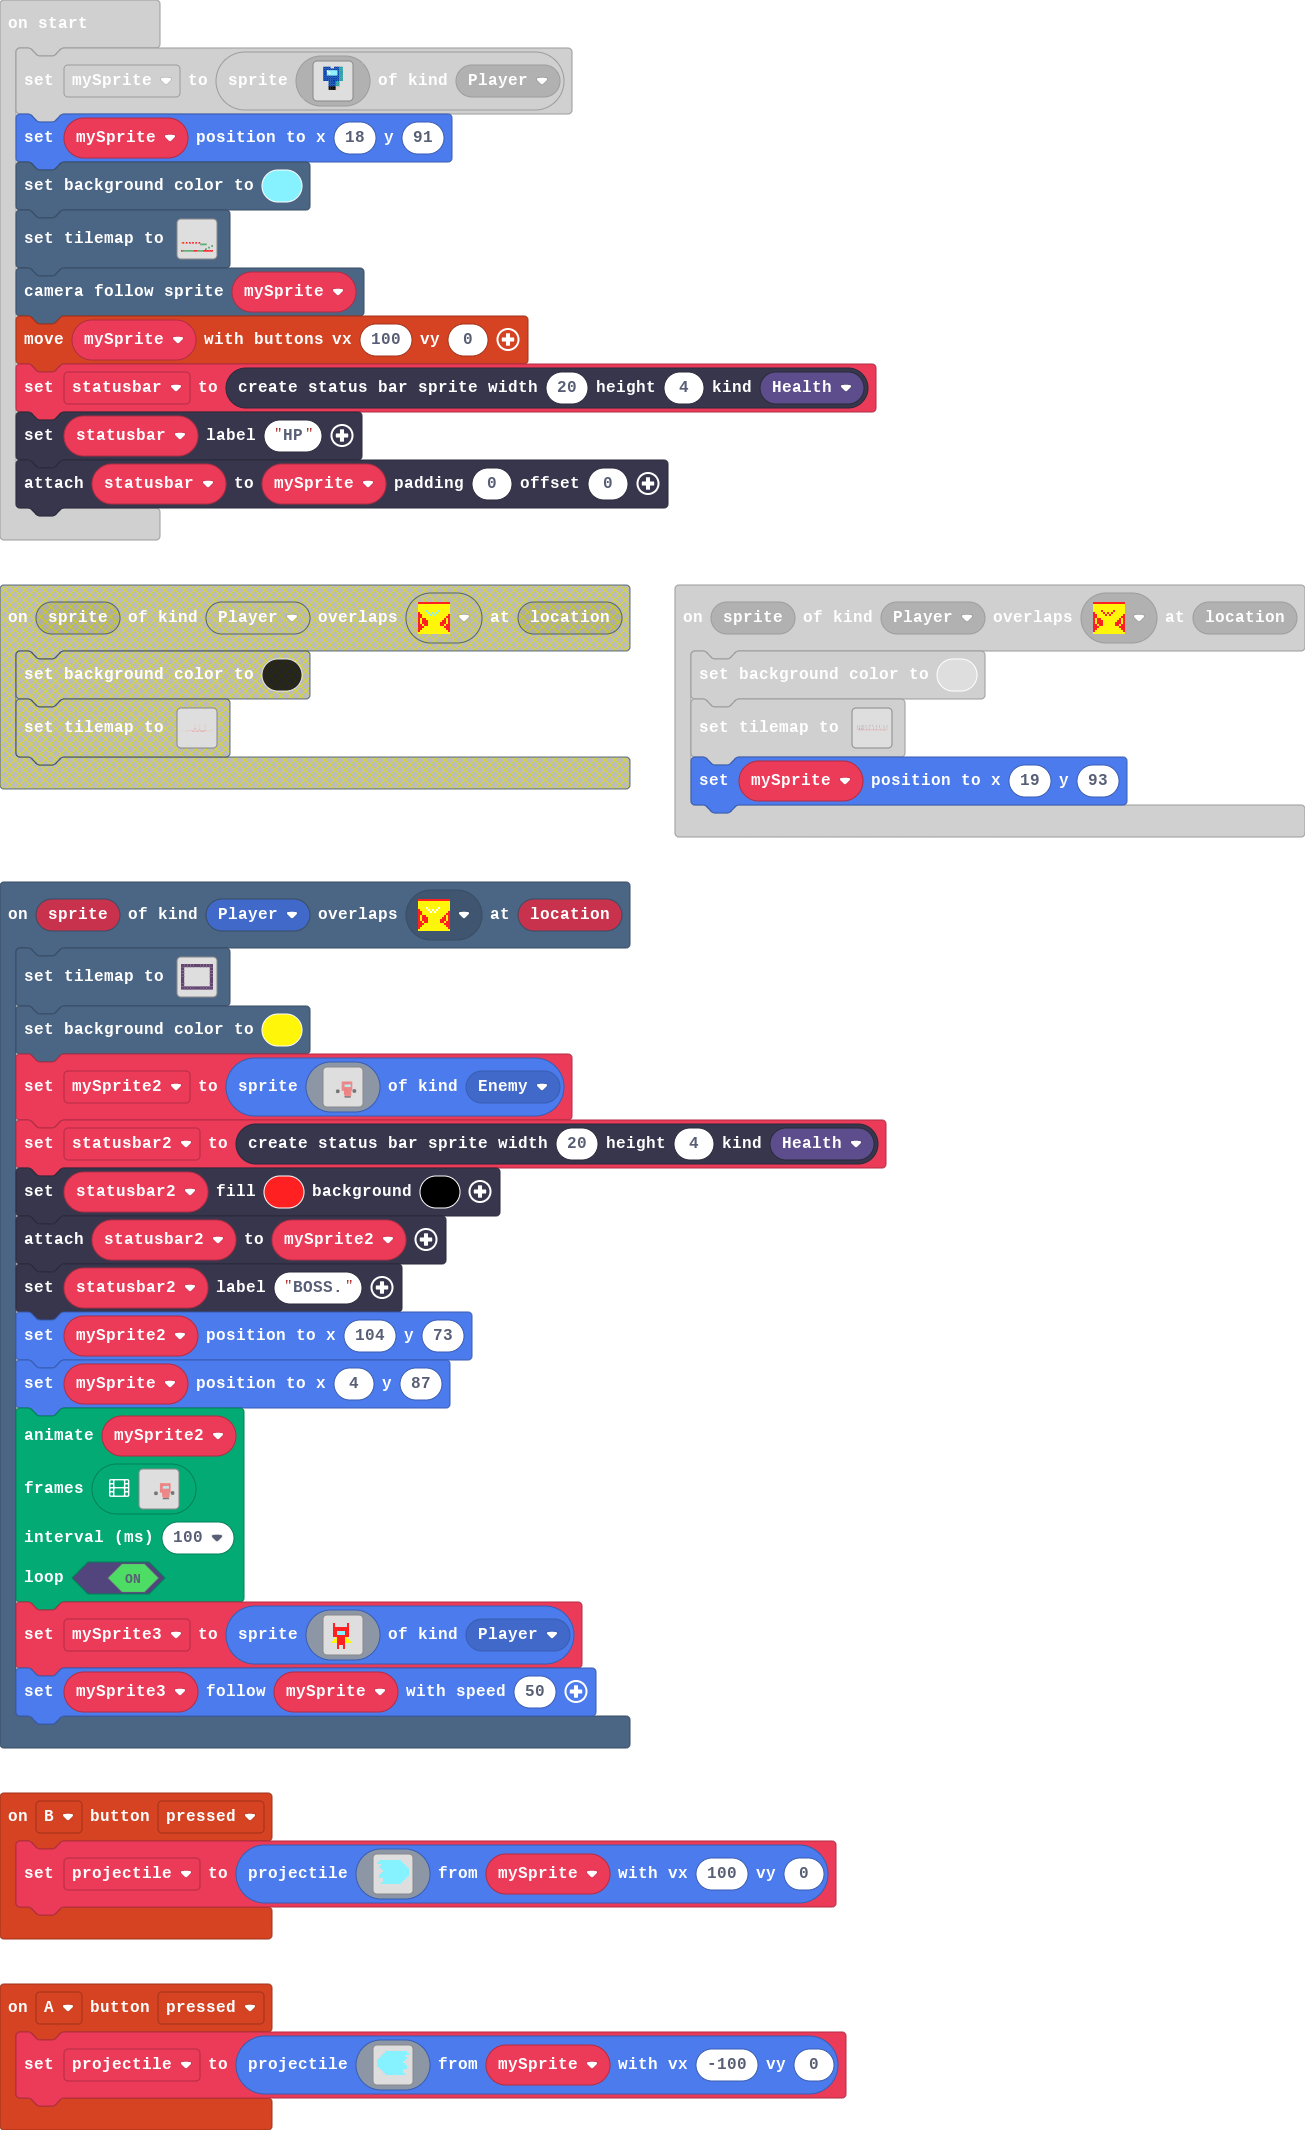 on start
set mySprite to sprite of kind Player
set mySprite position to x 18 y 91
set background color to
set tilemap to
camera follow sprite mySprite
move mySprite with buttons vx 100 vy 0
set statusbar to create status bar sprite width 20 height 4 kind Health
set statusbar label "HP"
attach statusbar to mySprite padding 0 offset 0
on sprite of kind Player overlaps at location
set background color to
set tilemap to
on sprite of kind Player overlaps at location
set background color to
set tilemap to
set mySprite position to x 19 y 93
on sprite of kind Player overlaps at location
set tilemap to
set background color to
set mySprite2 to sprite of kind Enemy
set statusbar2 to create status bar sprite width 20 height 4 kind Health
set statusbar2 fill background
attach statusbar2 to mySprite2
set statusbar2 label "BOSS."
set mySprite2 position to x 104 y 73
set mySprite position to x 4 y 87
animate mySprite2
frames
interval (ms) 100
loop ON
set mySprite3 to sprite of kind Player
set mySprite3 follow mySprite with speed 50
on B button pressed
set projectile to projectile from mySprite with vx 100 vy 0
on A button pressed
set projectile to projectile from mySprite with vx -100 vy 0